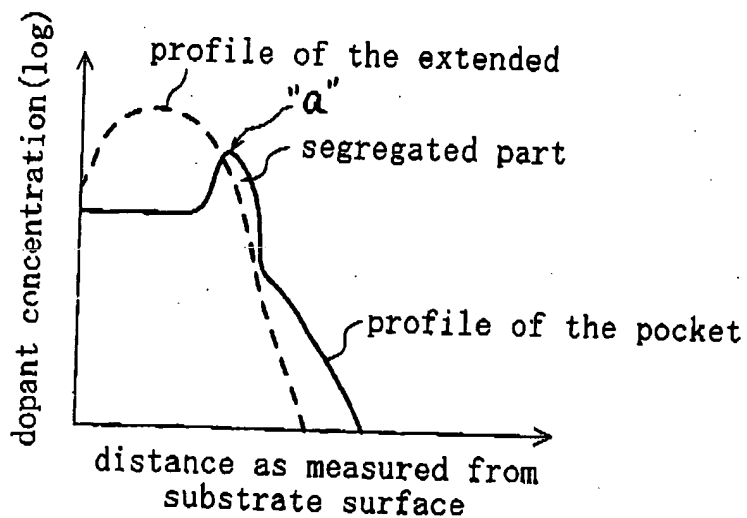 profile of the extended
"a"
segregated part
profile of the pocket
dopant concentration(log)
distance as measured from
substrate surface